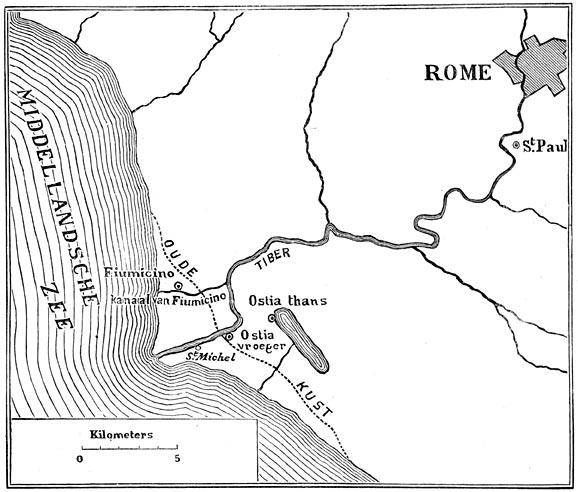 ROME
St. Paul
MIDDELLANDSCHE
ZEE
OUDE
TIBER
Fiumicino
kanaal van Fiumicino
Ostia thans
Ostia
vroeger
St. Michel
KUST
Kilometers
0 5